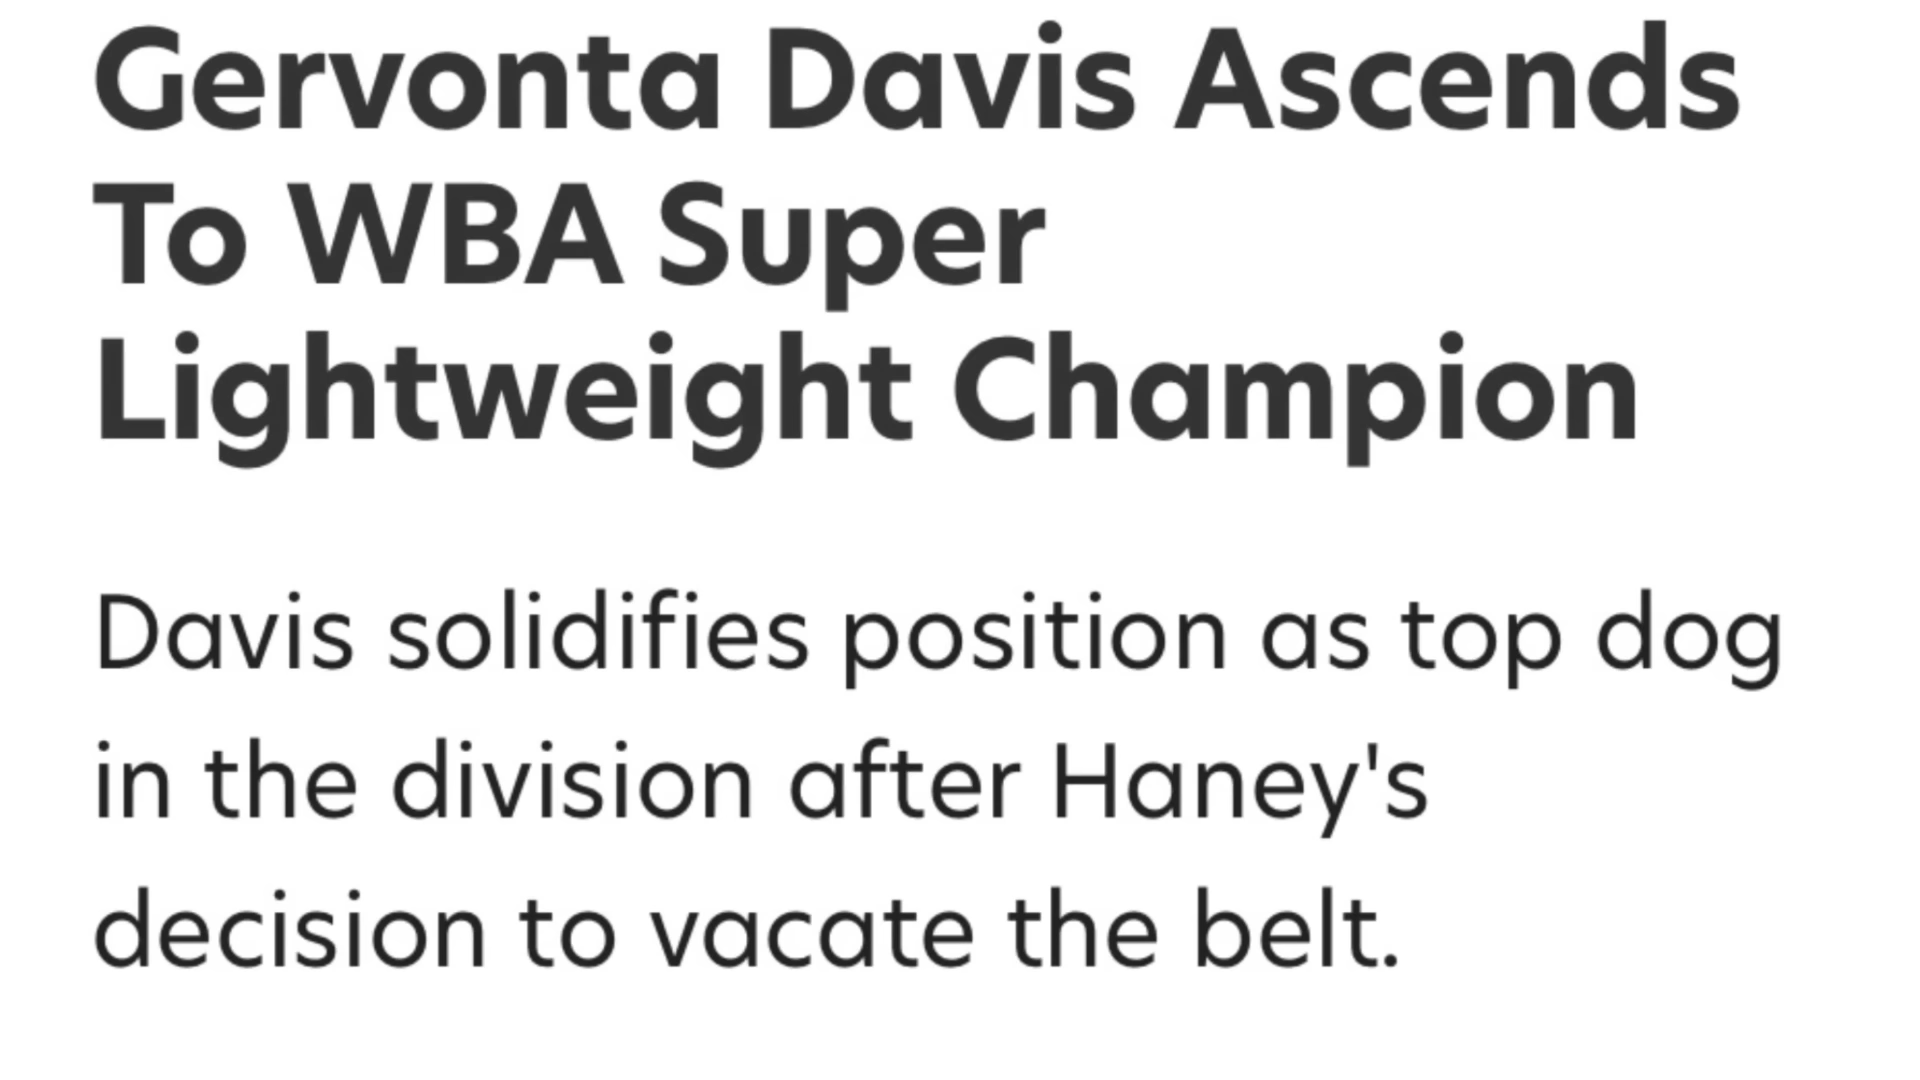 Gervonta Davis Ascends
To WBA Super
Lightweight Champion
Davis solidifies position as top dog
in the division after Haney's
decision to vacate the belt.